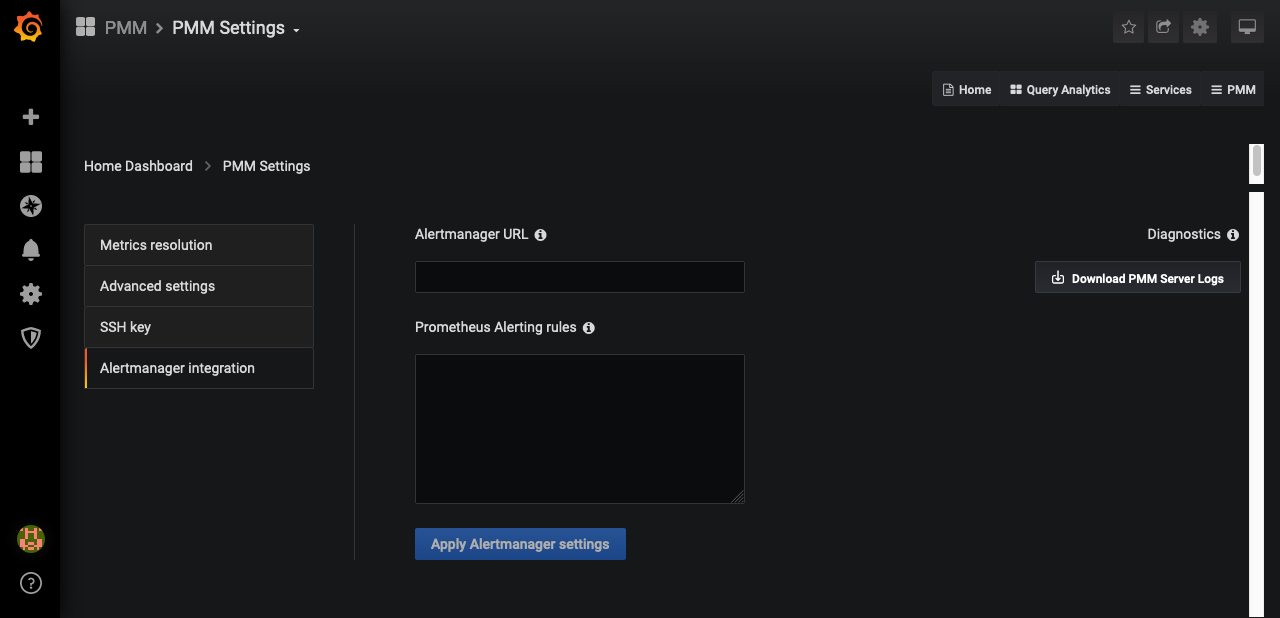 PMM > PMM Settings
Home
Query Analytics
Services
PMM
Home Dashboard > PMM Settings
Metrics resolution
Advanced settings
SSH key
Alertmanager integration
Alertmanager URL
Diagnostics
Download PMM Server Logs
Prometheus Alerting rules
Apply Alertmanager settings